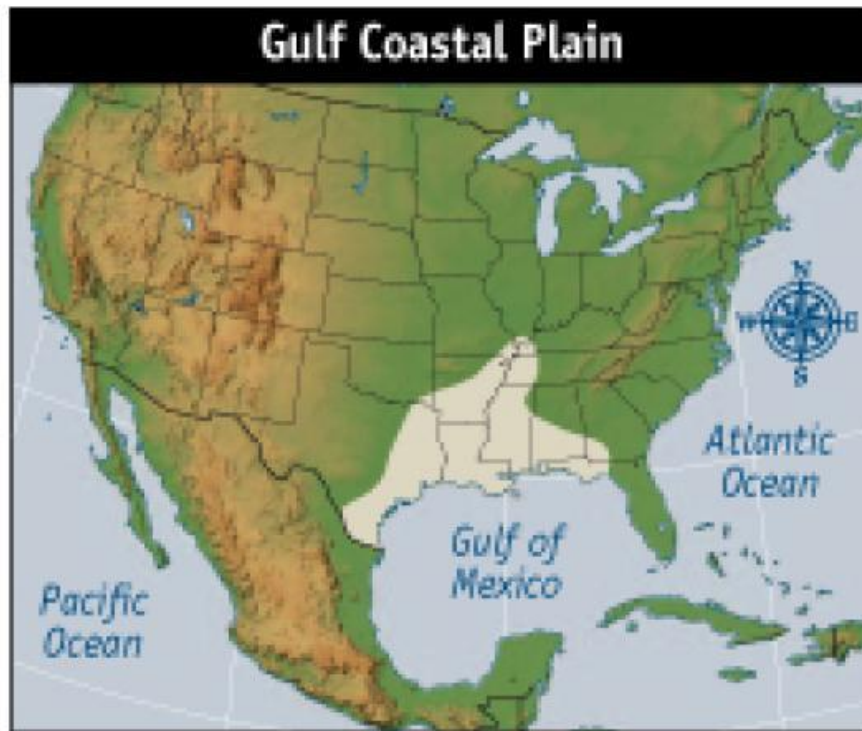 Gulf Coastal Plain
N
W
E
S
Atlantic
Ocean
Gulf of
Mexico
Pacific
Ocean